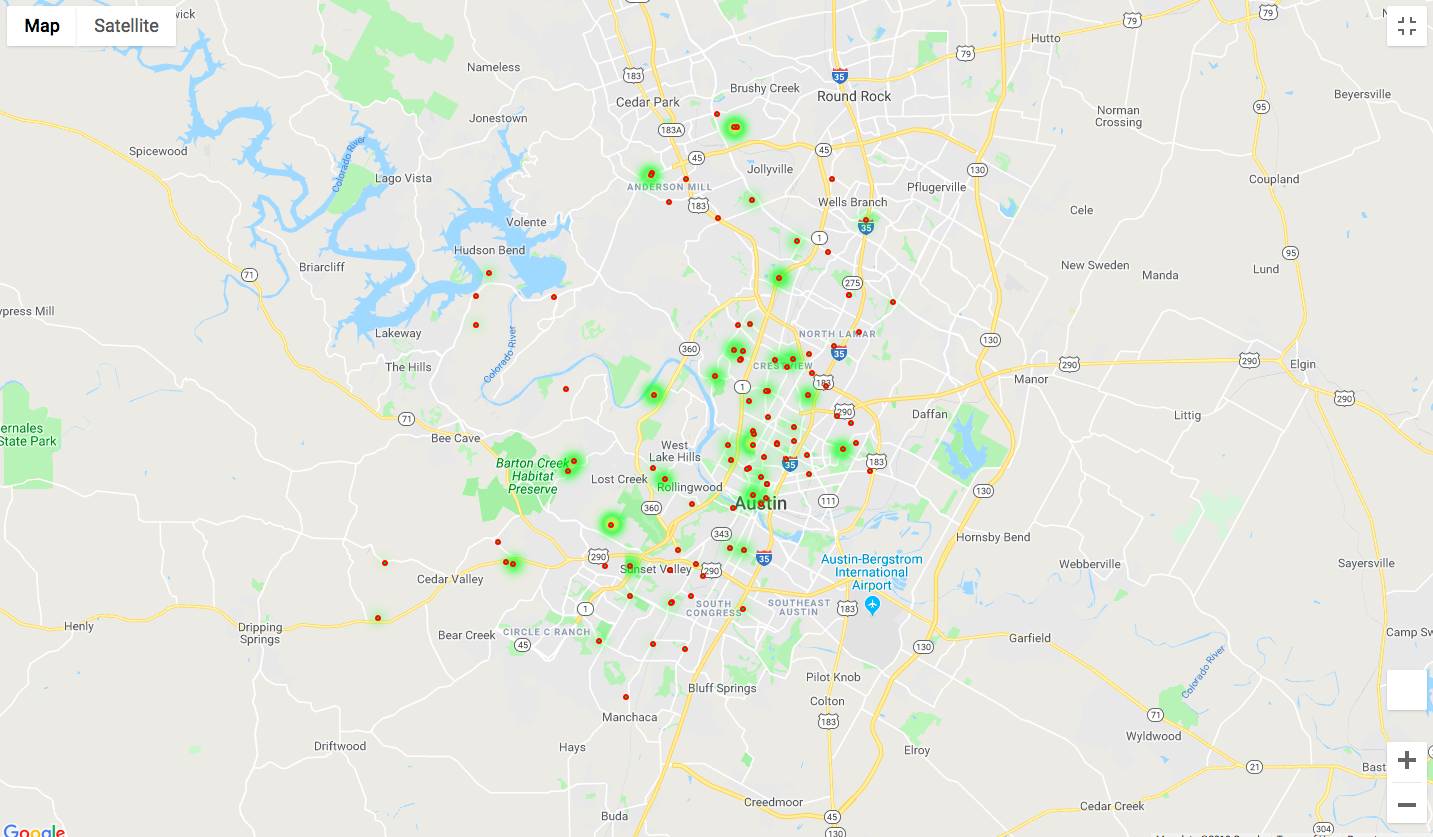 Map
Satellite
wick
79
79
N
Hutto
79
Nameless
183
35
Brushy Creek
Round Rock
Cedar Park
95
Beyersville
Norman
Crossing
Jonestown
183A
Spicewood
45
45
Colorado River
Jollyville
130
Lago Vista
ANDERSON MILL
Pflugerville
Coupland
183
Wells Branch
Cele
Volente
35
1
Hudson Bend
95
Briarcliff
71
New Sweden
Manda
Lund
275
ypress Mill
Lakeway
NORTH LAMAR
130
360
35
Colorado River
The Hills
CRESTVIEW
130
290
290
Elgin
1
183
Manor
290
71
290
Daffan
Littig
ernales
State Park
Bee Cave
West
Lake Hills
Barton Creek
Habitat
Preserve
35
183
Lost Creek
Rollingwood
130
360
Austin
111
343
Hornsby Bend
290
35
Austin-Bergstrom
International
Airport
Webberville
Sayersville
Sunset Valley
290
Cedar Valley
1
SOUTH
CONGRESS
SOUTHEAST
AUSTIN
183
Henly
Dripping
Springs
Bear Creek
CIRCLE C RANCH
45
Garfield
130
Camp Sw
Colorado River
Pilot Knob
Bluff Springs
Colton
Manchaca
183
71
Wyldwood
Driftwood
Hays
Elroy
21
Bast
Creedmoor
Cedar Creek
Buda
45
130
304
Google